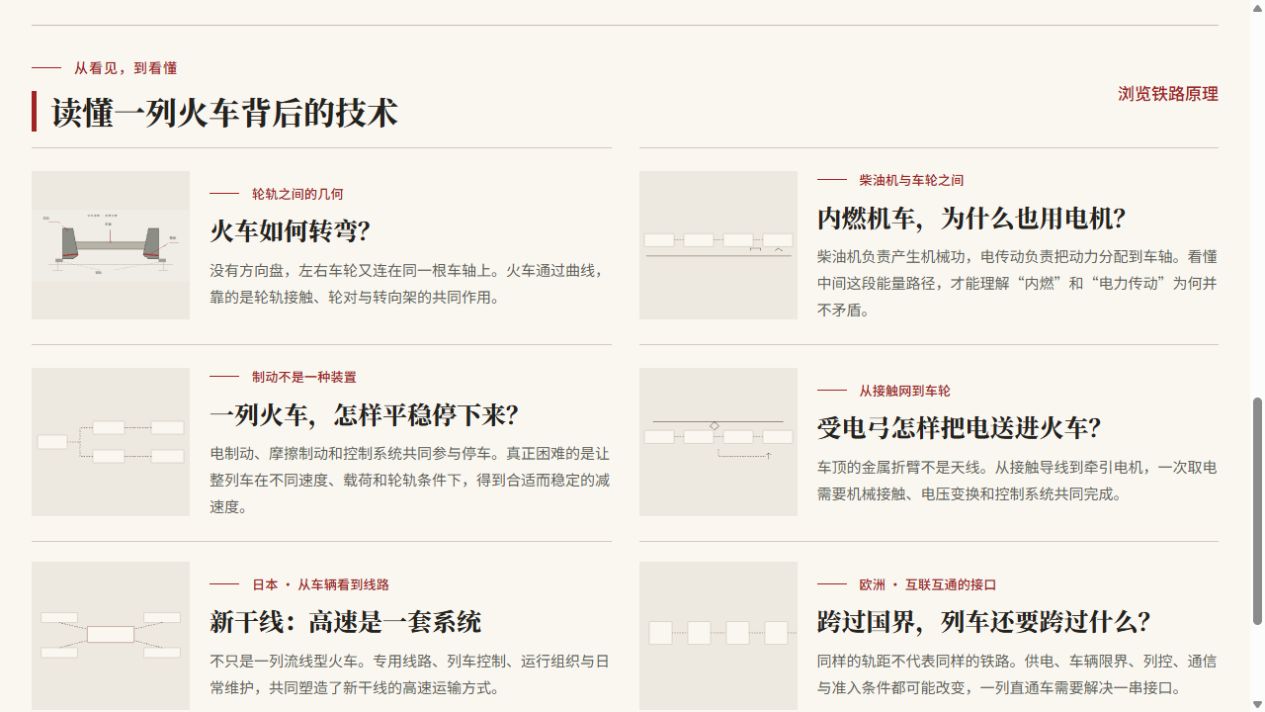 从看见，到看懂
读懂一列火车背后的技术
浏览铁路原理
轮轨之间的几何
火车如何转弯？
没有方向盘，左右车轮又连在同一根车轴上。火车通过曲线，
靠的是轮轨接触、轮对与转向架的共同作用。
柴油机与车轮之间
内燃机车，为什么也用电机？
柴油机负责产生机械功，电传动负责把动力分配到车轴。看懂
中间这段能量路径，才能理解“内燃”和“电力传动”为何并
不矛盾。
制动不是一种装置
一列火车，怎样平稳停下来？
电制动、摩擦制动和控制系统共同参与停车。真正困难的是让
整列车在不同速度、载荷和轮轨条件下，得到合适而稳定的减
速度。
从接触网到车轮
受电弓怎样把电送进火车？
车顶的金属折臂不是天线。从接触导线到牵引电机，一次取电
需要机械接触、电压变换和控制系统共同完成。
日本 · 从车辆看到线路
新干线：高速是一套系统
不只是一列流线型火车。专用线路、列车控制、运行组织与日
常维护，共同塑造了新干线的高速运输方式。
欧洲 · 互联互通的接口
跨过国界，列车还要跨过什么？
同样的轨距不代表同样的铁路。供电、车辆限界、列控、通信
与准入条件都可能改变，一列直通车需要解决一串接口。